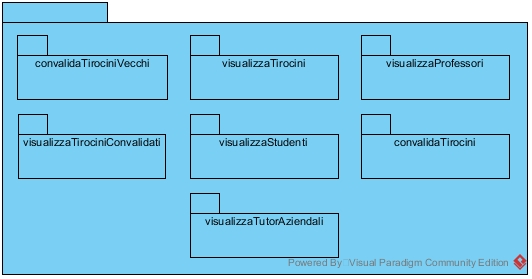 convalidaTirociniVecchi
visualizzaTirocini
visualizzaProfessori
visualizzaTirociniConvalidati
visualizzaStudenti
convalidaTirocini
visualizzaTutorAziendali
Powered By Visual Paradigm Community Edition